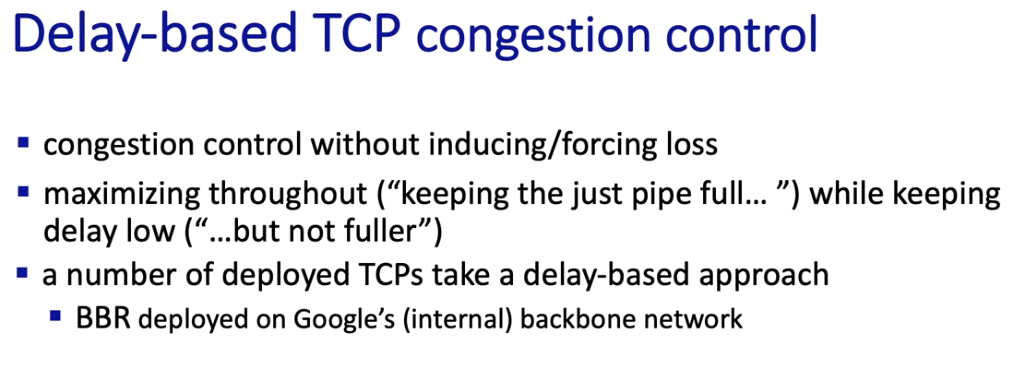 Delay-based TCP congestion control
▪ congestion control without inducing/forcing loss
▪ maximizing throughout (“keeping the just pipe full... ”) while keeping
delay low (“...but not fuller”)
▪ a number of deployed TCPs take a delay-based approach
▪ BBR deployed on Google’s (internal) backbone network